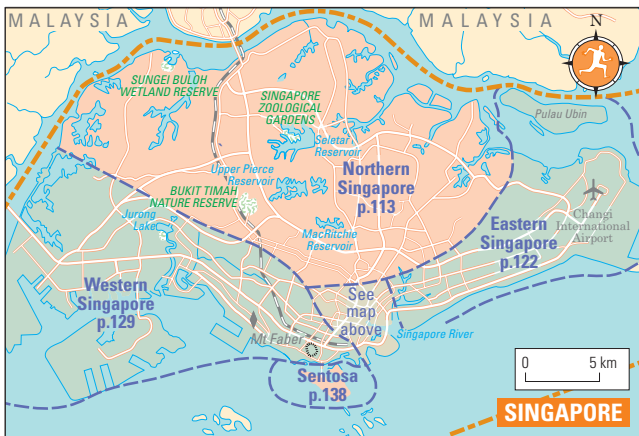 MALAYSIA
MALAYSIA
N
SUNGEI BULOH
WETLAND RESERVE
SINGAPORE
ZOOLOGICAL
GARDENS
Pulau Ubin
Seletar
Reservoir
Upper Pierce
Reservoir
Northern
Singapore
p.113
BUKIT TIMAH
NATURE RESERVE
Jurong
Lake
MacRitchie
Reservoir
Eastern
Singapore
p.122
Changi
International
Airport
Western
Singapore
p.129
See
map
above
Mt Faber
Singapore River
Sentosa
p.138
0 5 km
SINGAPORE